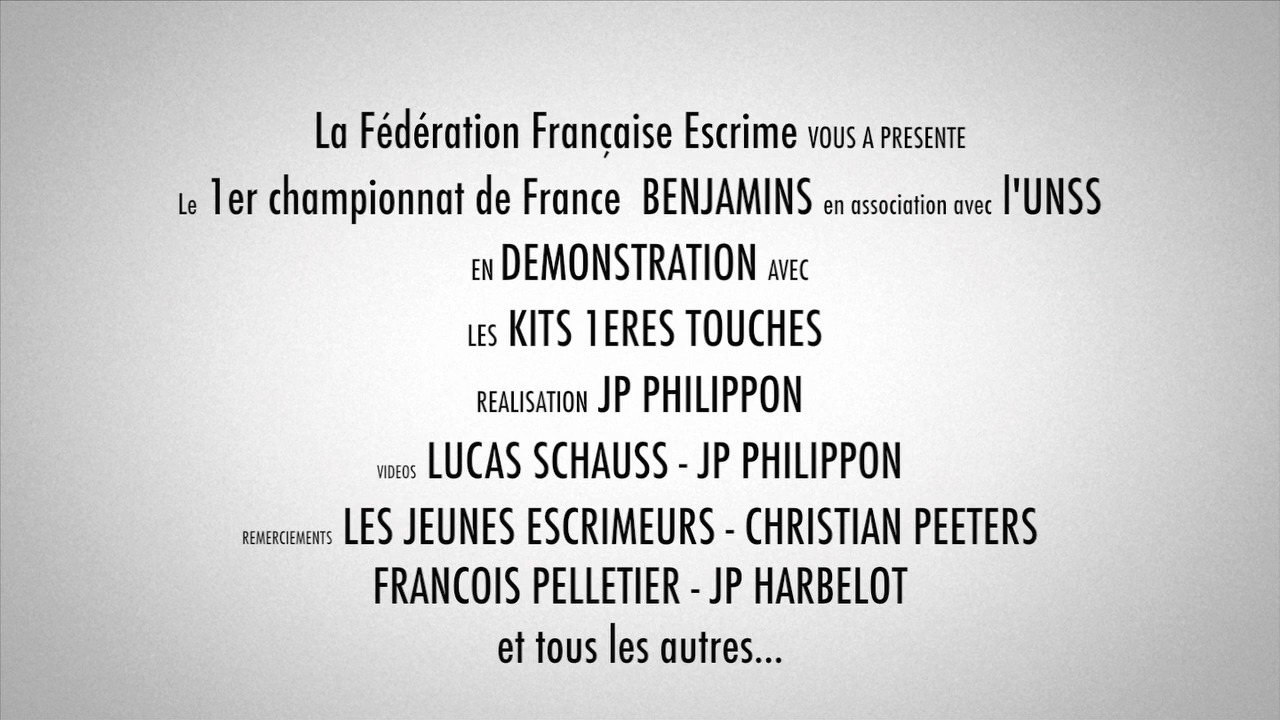 La Fédération Française Escrime VOUS A PRESENTE
Le 1er championnat de France BENJAMINS en association avec l'UNSS
EN DEMONSTRATION AVEC
LES KITS 1ERES TOUCHES
REALISATION JP PHILIPPON
VIDEOS LUCAS SCHAUSS - JP PHILIPPON
REMERCIEMENTS LES JEUNES ESCRIMEURS - CHRISTIAN PEETERS
FRANCOIS PELLETIER - JP HARBELOT
et tous les autres...